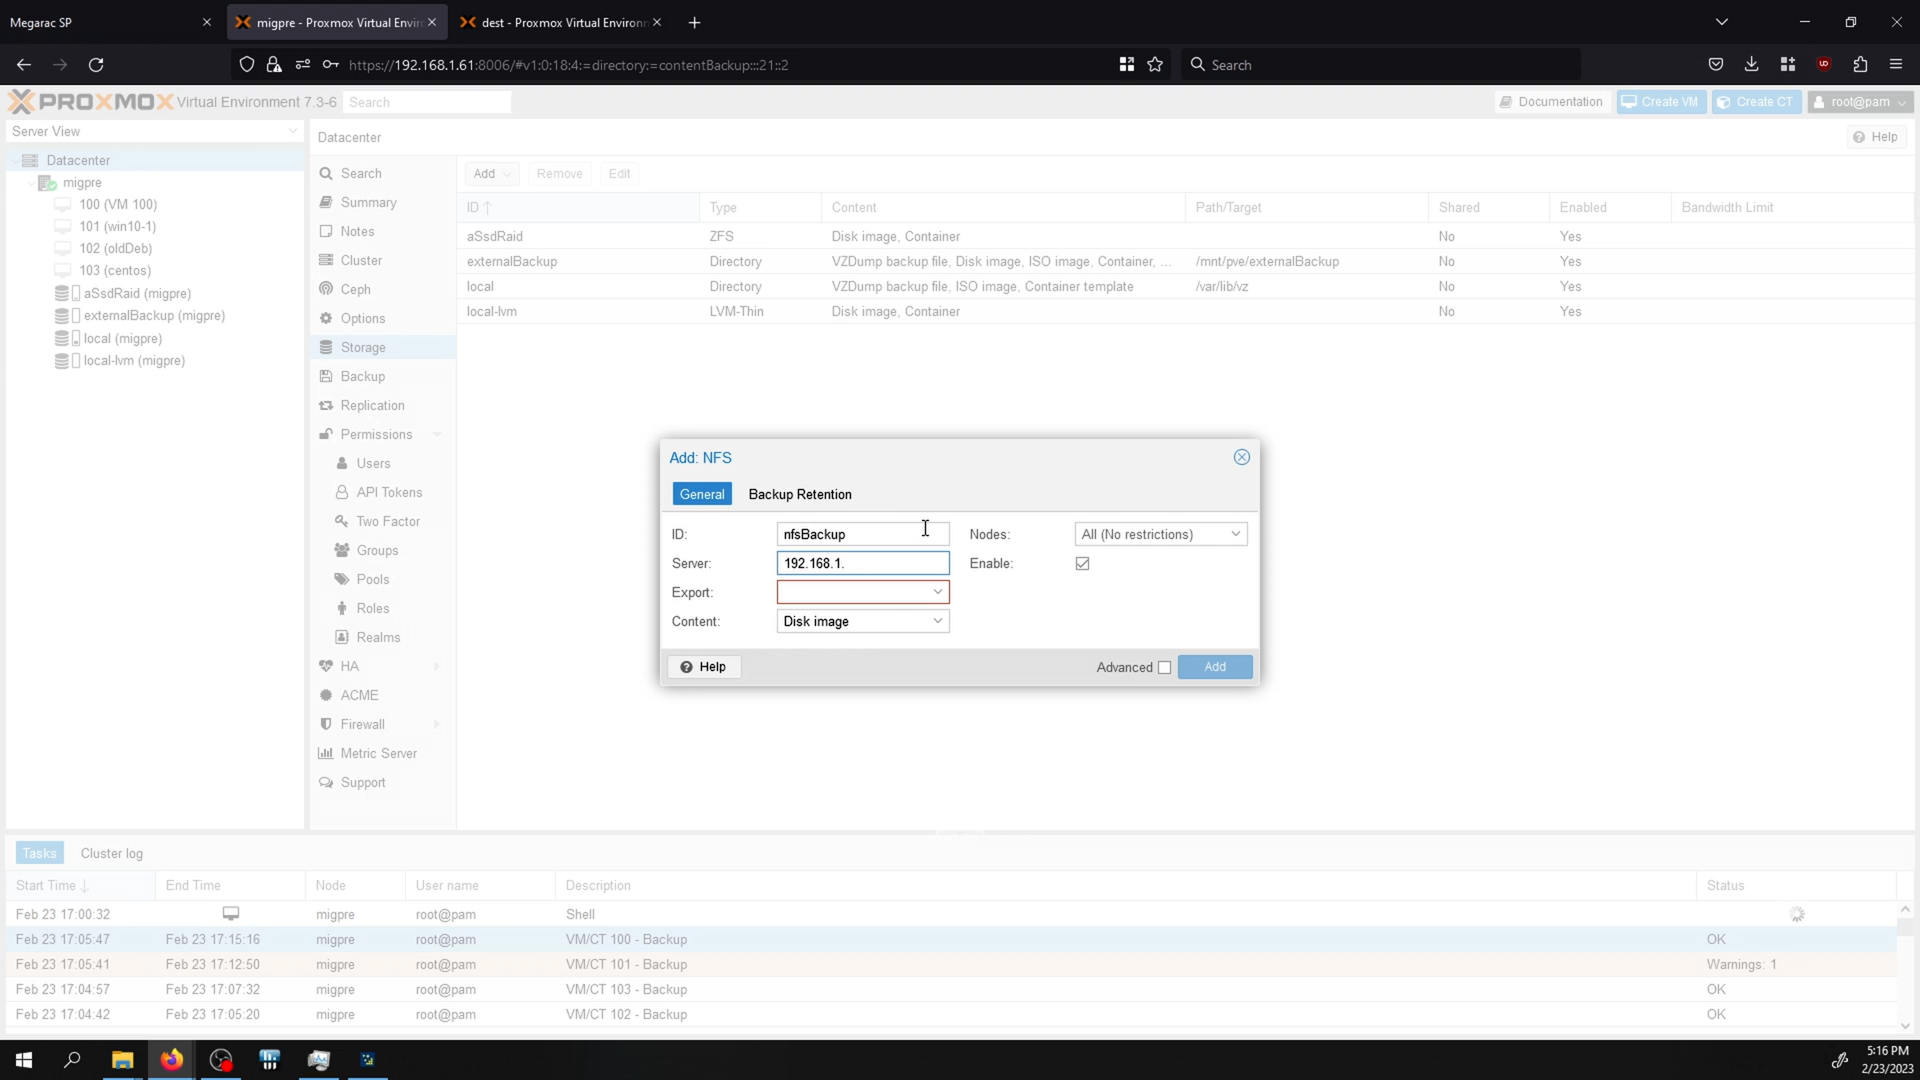 Megarac SP
migpre - Proxmox Virtual Envir
dest - Proxmox Virtual Environ
https://192.168.1.61:8006/#v1:0:18:4:=directory:=contentBackup:::21::2
Search
PROXMOX Virtual Environment 7.3-6
Search
Documentation
Create VM
Create CT
root@pam
Server View
Datacenter
Help
Datacenter
migpre
100 (VM 100)
101 (win10-1)
102 (oldDeb)
103 (centos)
aSsdRaid (migpre)
externalBackup (migpre)
local (migpre)
local-lvm (migpre)
Search
Summary
Notes
Cluster
Ceph
Options
Storage
Backup
Replication
Permissions
Users
API Tokens
Two Factor
Groups
Pools
Roles
Realms
HA
ACME
Firewall
Metric Server
Support
Add Remove Edit
ID Type Content Path/Target Shared Enabled Bandwidth Limit
aSsdRaid ZFS Disk image, Container No Yes
externalBackup Directory VZDump backup file, Disk image, ISO image, Container, ... /mnt/pve/externalBackup No Yes
local Directory VZDump backup file, ISO image, Container template /var/lib/vz No Yes
local-lvm LVM-Thin Disk image, Container No Yes
Add: NFS
General Backup Retention
ID: nfsBackup Nodes: All (No restrictions)
Server: 192.168.1. Enable:
Export:
Content: Disk image
Help Advanced Add
Tasks Cluster log
Start Time End Time Node User name Description Status
Feb 23 17:00:32 migpre root@pam Shell
Feb 23 17:05:47 Feb 23 17:15:16 migpre root@pam VM/CT 100 - Backup OK
Feb 23 17:05:41 Feb 23 17:12:50 migpre root@pam VM/CT 101 - Backup Warnings: 1
Feb 23 17:04:57 Feb 23 17:07:32 migpre root@pam VM/CT 103 - Backup OK
Feb 23 17:04:42 Feb 23 17:05:20 migpre root@pam VM/CT 102 - Backup OK
5:16 PM
2/23/2023